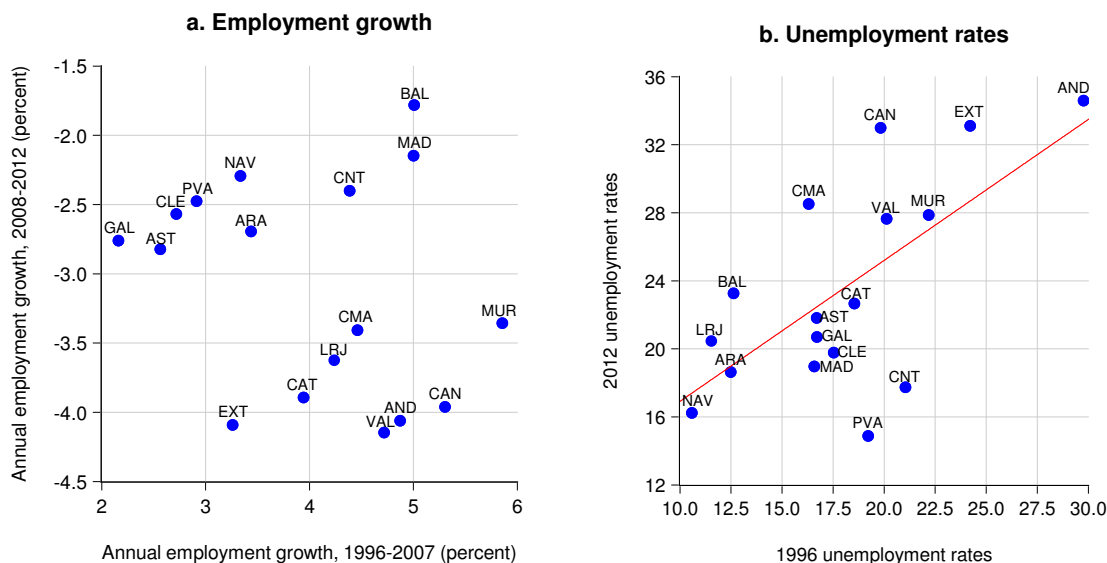 a. Employment growth
Annual employment growth, 2008-2012 (percent)
-1.5
-2.0
-2.5
-3.0
-3.5
-4.0
-4.5
BAL
MAD
NAV
CNT
PVA
CLE
ARA
GAL
AST
MUR
CMA
LRJ
CAT
CAN
EXT
AND
VAL
2 3 4 5 6
Annual employment growth, 1996-2007 (percent)
b. Unemployment rates
2012 unemployment rates
36
32
28
24
20
16
12
AND
EXT
CAN
CMA
MUR
VAL
BAL
CAT
AST
LRJ
GAL
CLE
ARA
MAD
CNT
NAV
PVA
10.0 12.5 15.0 17.5 20.0 22.5 25.0 27.5 30.0
1996 unemployment rates